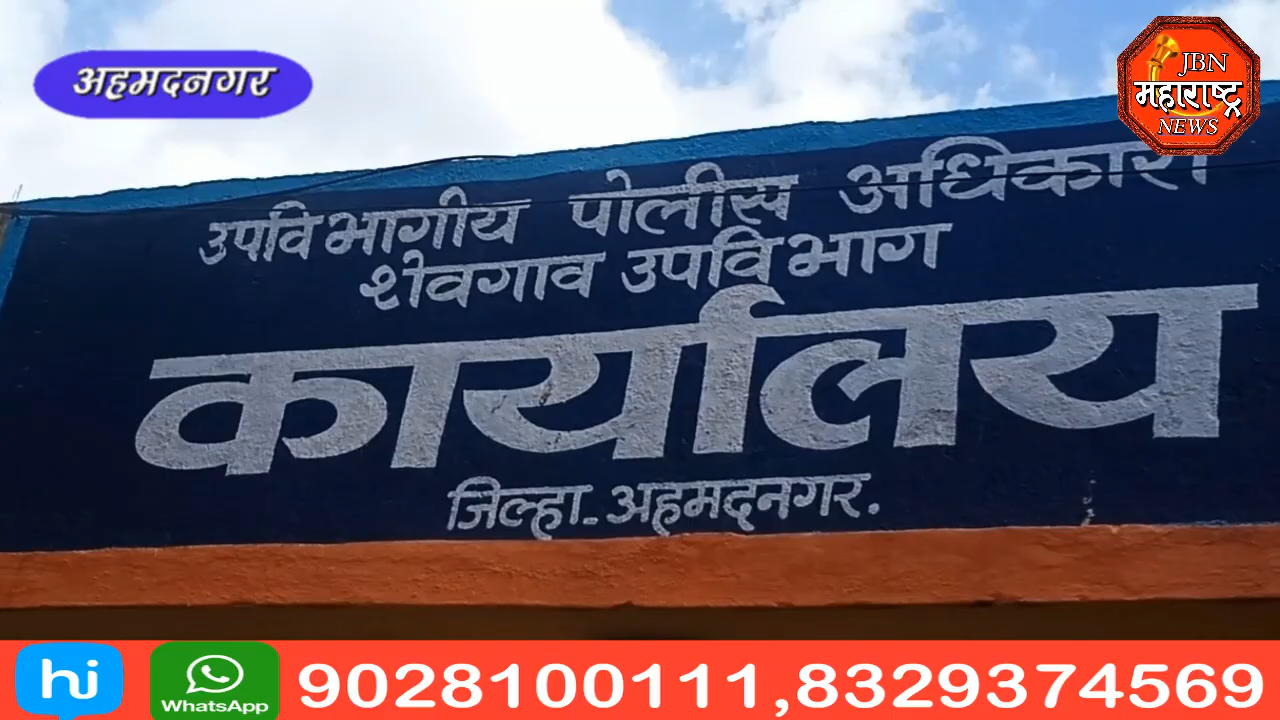 अहमदनगर
JBN
महाराष्ट्र
NEWS
उपविभागीय पोलीस अधिकारी
शेवगाव उपविभाग
कार्यालय
जिल्हा-अहमदनगर.
hi
WhatsApp
9028100111,8329374569